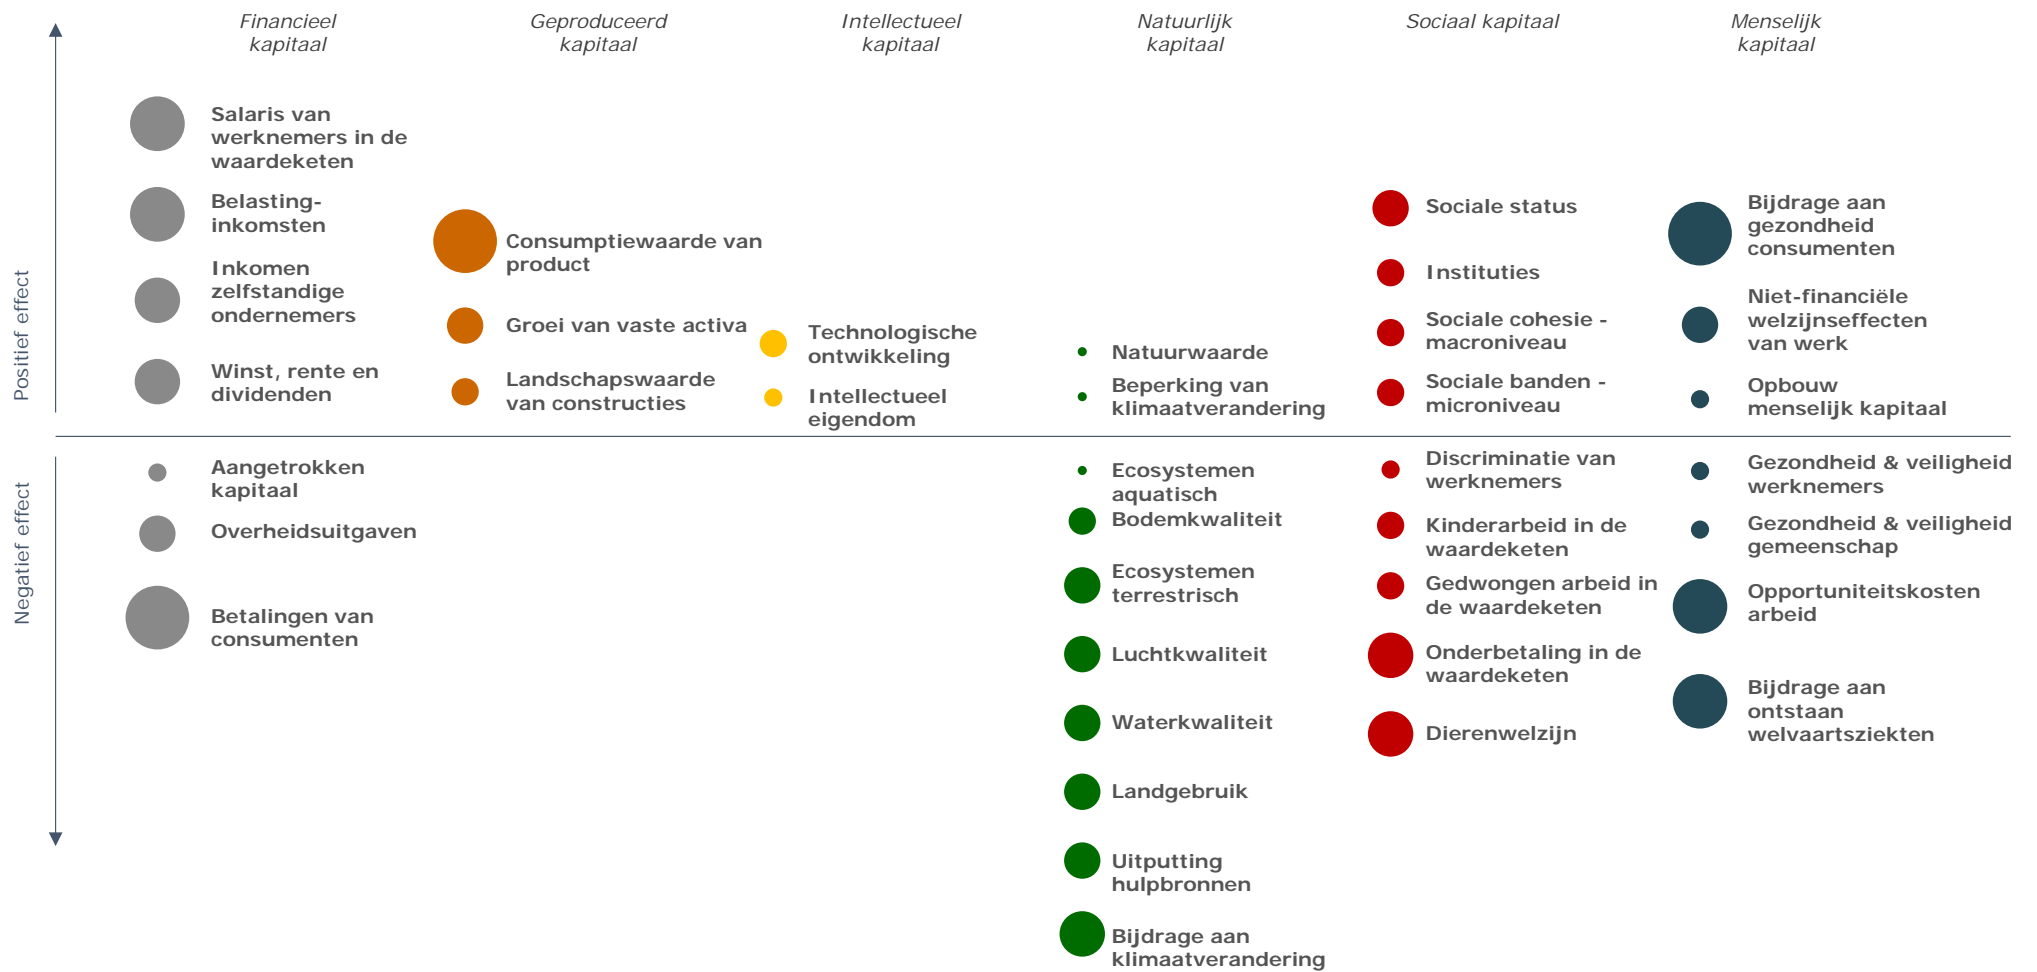 Financieel
kapitaal
Geproduceerd
kapitaal
Intellectueel
kapitaal
Natuurlijk
kapitaal
Sociaal kapitaal
Menselijk
kapitaal
Positief effect
Salaris van
werknemers in de
waardeketen
Belasting-
inkomsten
Inkomen
zelfstandige
ondernemers
Winst, rente en
dividenden
Consumptiewaarde van
product
Groei van vaste activa
Landschapswaarde
van constructies
Technologische
ontwikkeling
Intellectueel
eigendom
Natuurwaarde
Beperking van
klimaatverandering
Sociale status
Instituties
Sociale cohesie -
macroniveau
Sociale banden -
microniveau
Bijdrage aan
gezondheid
consumenten
Niet-financiële
welzijnseffecten
van werk
Opbouw
menselijk kapitaal
Negatief effect
Aangetrokken
kapitaal
Overheidsuitgaven
Betalingen van
consumenten
Ecosystemen
aquatisch
Bodemkwaliteit
Ecosystemen
terrestrisch
Luchtkwaliteit
Waterkwaliteit
Landgebruik
Uitputting
hulpbronnen
Bijdrage aan
klimaatverandering
Discriminatie van
werknemers
Kinderarbeid in de
waardeketen
Gedwongen arbeid in
de waardeketen
Onderbetaling in de
waardeketen
Dierenwelzijn
Gezondheid & veiligheid
werknemers
Gezondheid & veiligheid
gemeenschap
Opportuniteitskosten
arbeid
Bijdrage aan
ontstaan
welvaartsziekten